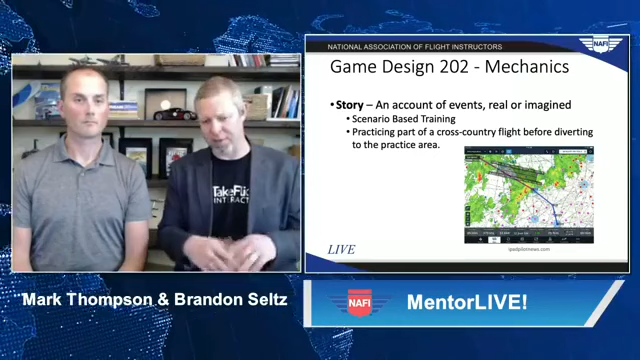 NATIONAL ASSOCIATION OF FLIGHT INSTRUCTORS
NAFI
Game Design 202 - Mechanics
•Story – An account of events, real or imagined
• Scenario Based Training
• Practicing part of a cross-country flight before diverting
to the practice area.
TakeFlig
INTERACT
LIVE
ipadpilotnews.com
Mark Thompson & Brandon Seltz
NAFI
MentorLIVE!